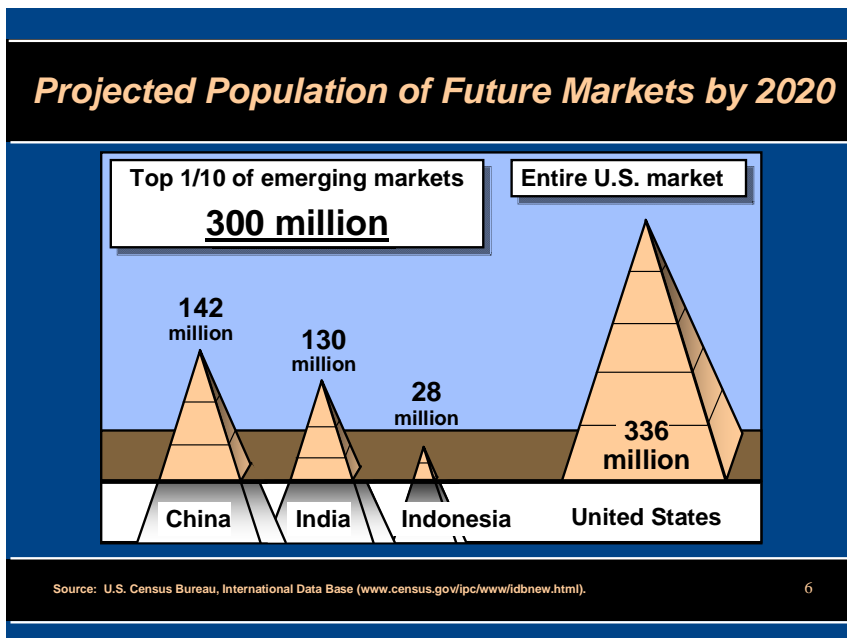 Projected Population of Future Markets by 2020
Top 1/10 of emerging markets
300 million
Entire U.S. market
142
million
130
million
28
million
336
million
China
India
Indonesia
United States
Source: U.S. Census Bureau, International Data Base (www.census.gov/ipc/www/idbnew.html).
6